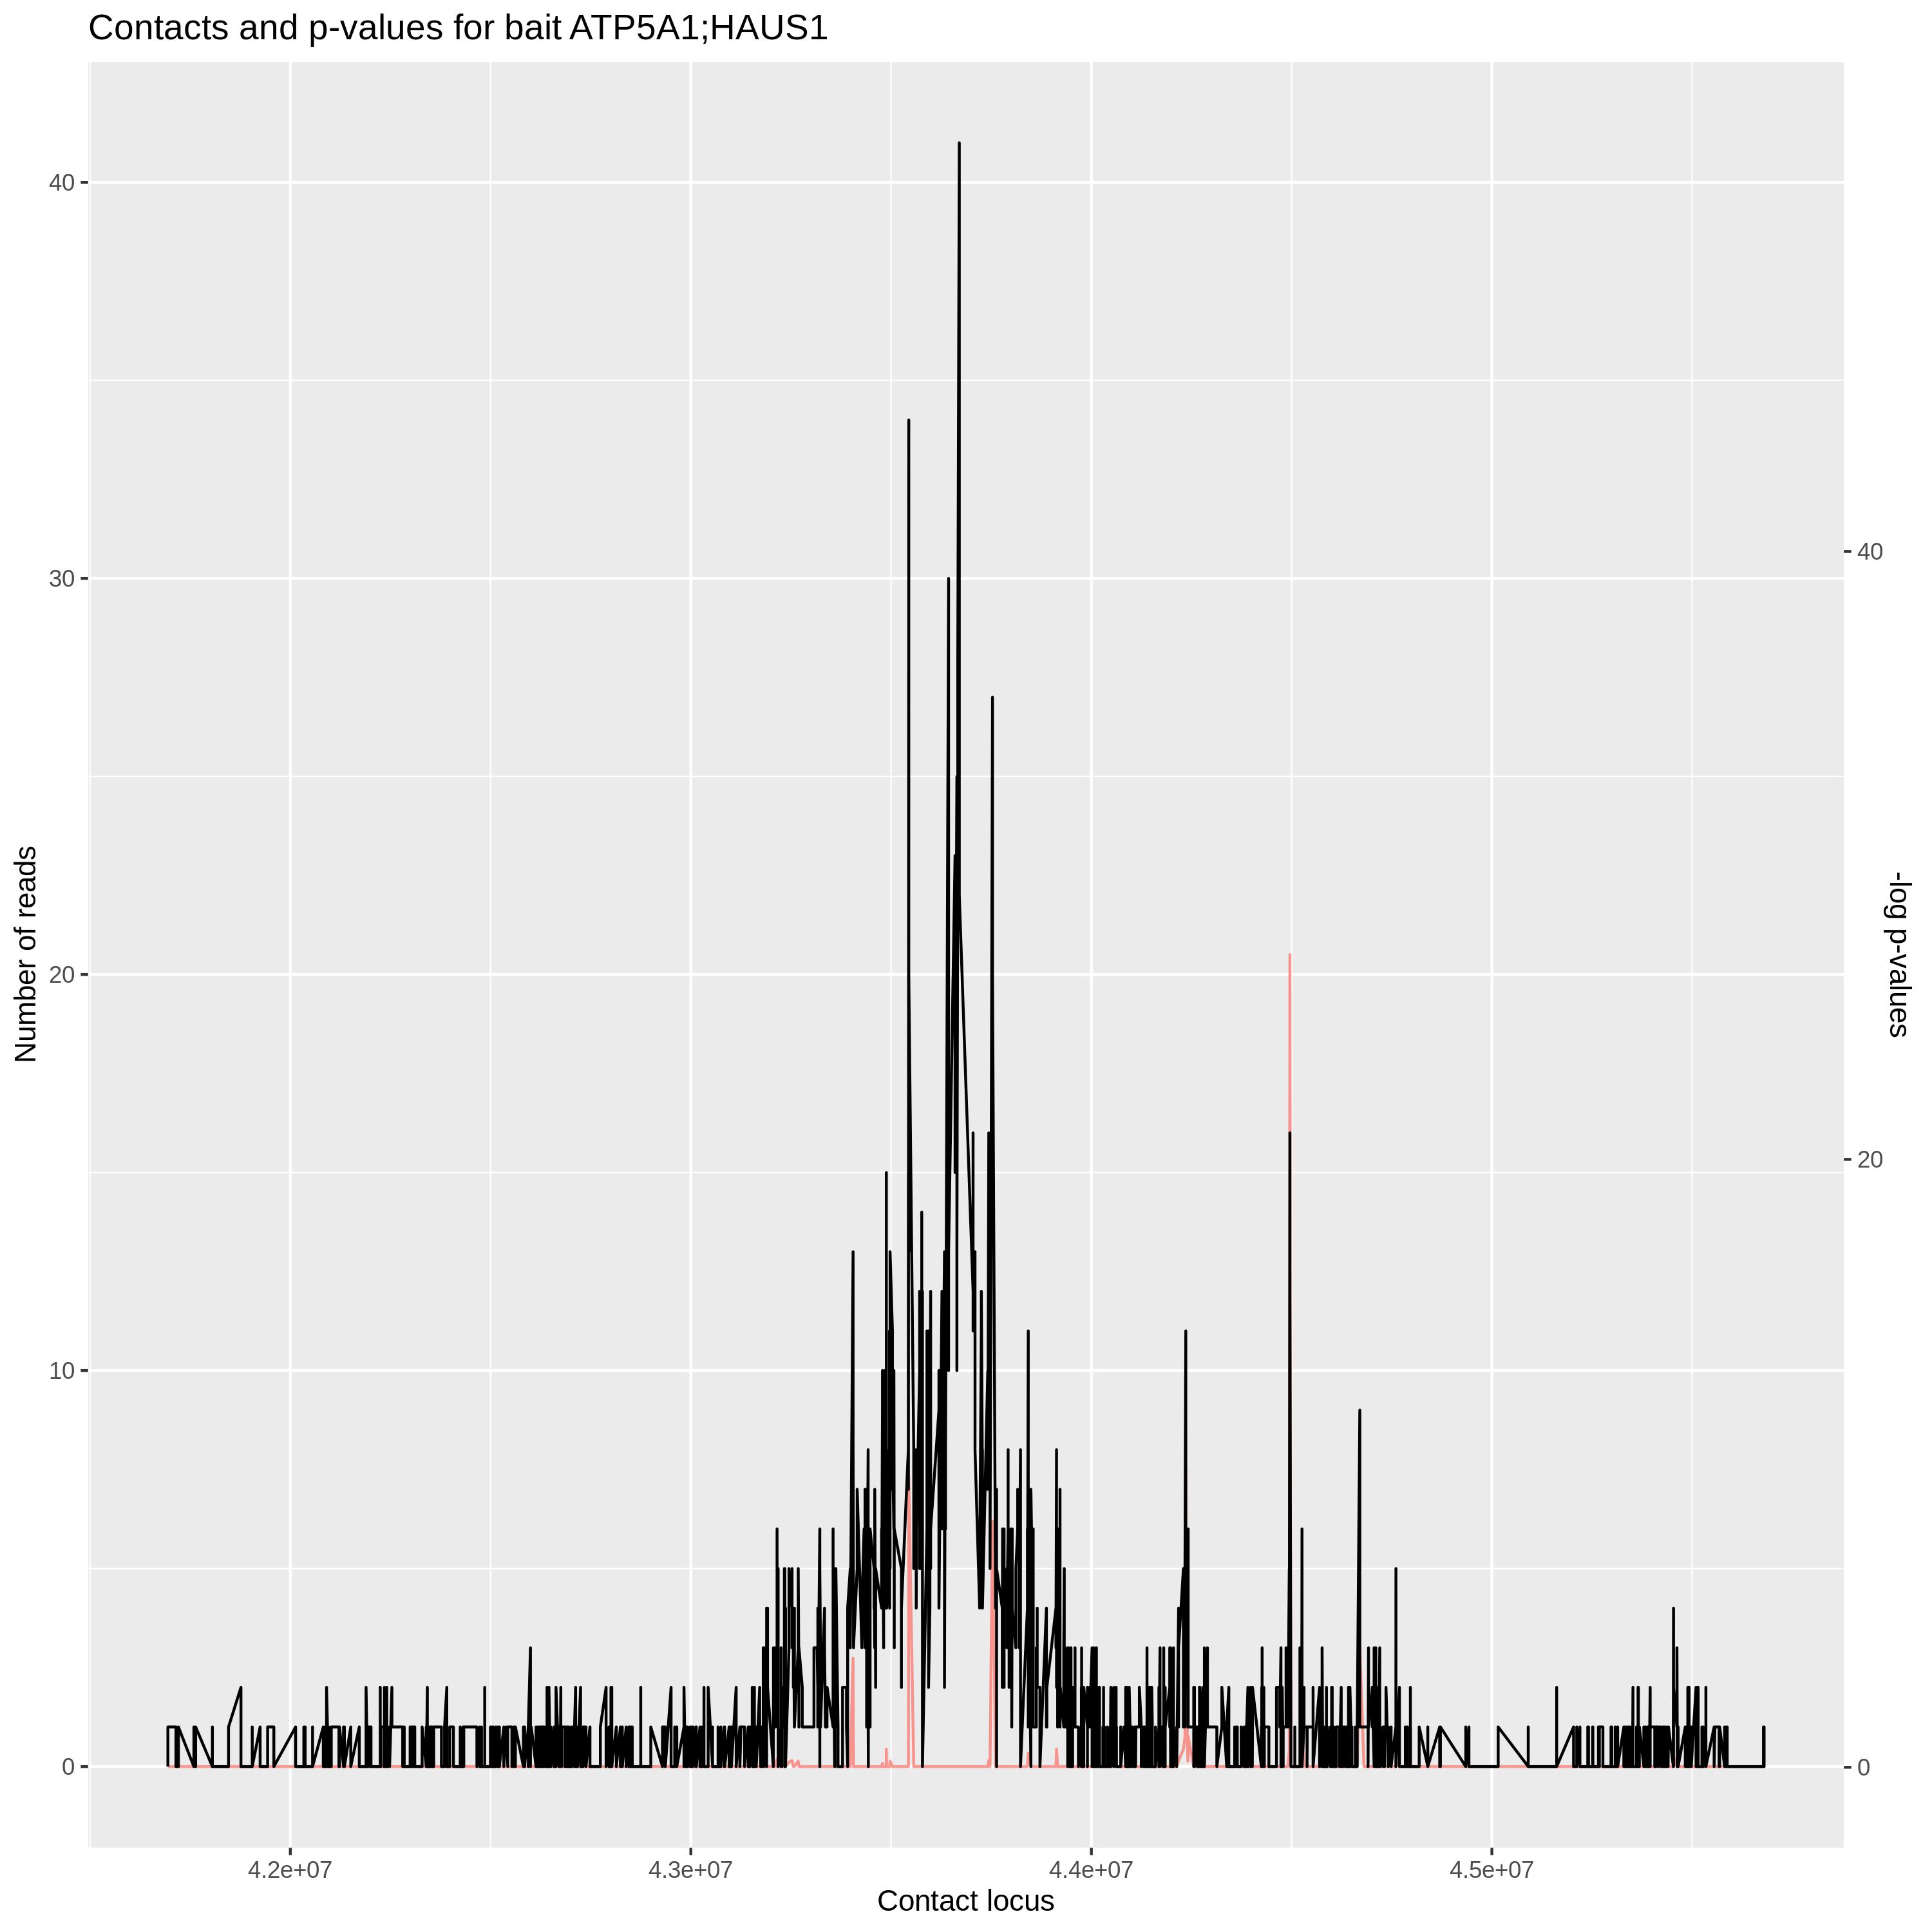 Contacts and p-values for bait ATP5A1;HAUS1
40
30
20
10
0
Number of reads
40
20
0
-log p-values
4.2e+07
4.3e+07
4.4e+07
4.5e+07
Contact locus